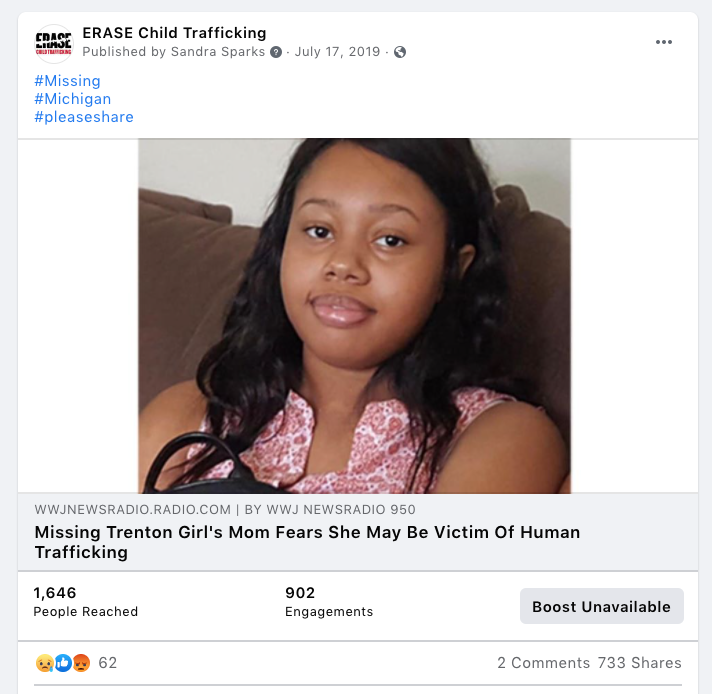 ERASE
CHILD TRAFFICKING
ERASE Child Trafficking
Published by Sandra Sparks ? · July 17, 2019 ·
#Missing
#Michigan
#pleaseshare
WWJNEWSRADIO.RADIO.COM | BY WWJ NEWSRADIO 950
Missing Trenton Girl's Mom Fears She May Be Victim Of Human
Trafficking
1,646
People Reached
902
Engagements
Boost Unavailable
62
2 Comments 733 Shares